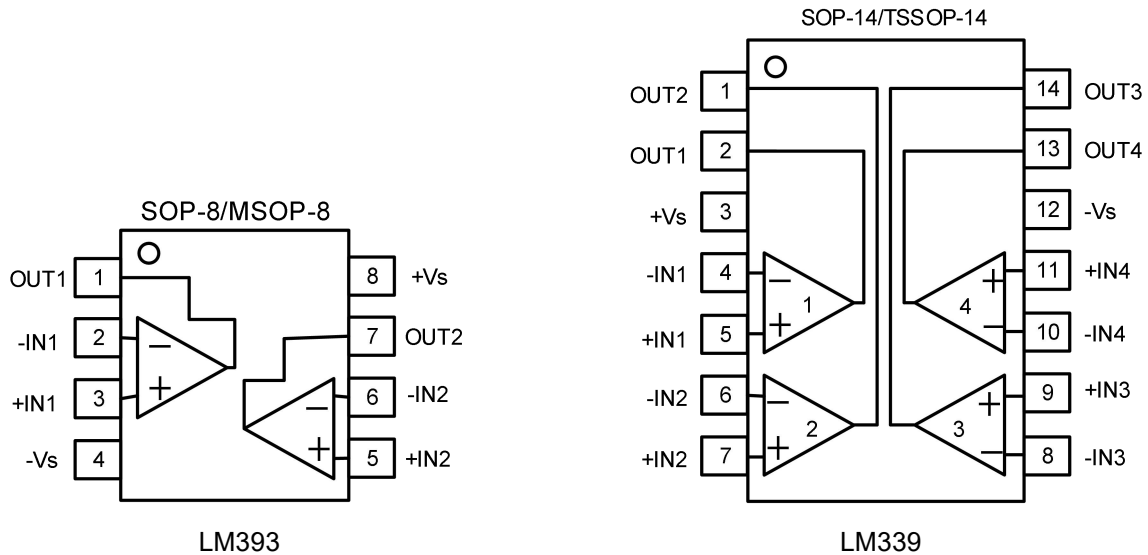 SOP-8/MSOP-8
OUT1 1 8 +Vs
-IN1 2 7 OUT2
+IN1 3 6 -IN2
-Vs 4 5 +IN2
− +
− +
LM393
SOP-14/TSSOP-14
OUT2 1 14 OUT3
OUT1 2 13 OUT4
+Vs 3 12 -Vs
-IN1 4 11 +IN4
− + 1
+ − 4
+IN1 5 10 -IN4
-IN2 6 9 +IN3
− + 2
+ − 3
+IN2 7 8 -IN3
LM339